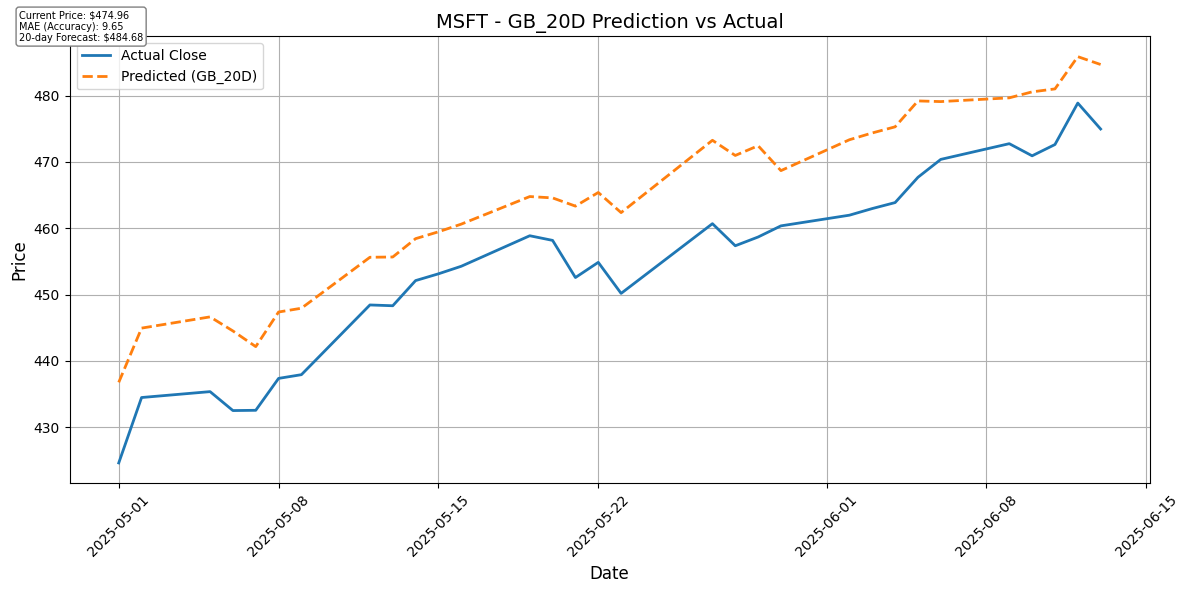 MSFT - GB_20D Prediction vs Actual
Current Price: $474.96
MAE (Accuracy): 9.65
20-day Forecast: $484.68
Actual Close
Predicted (GB_20D)
Price
480
470
460
450
440
430
2025-05-01
2025-05-08
2025-05-15
2025-05-22
2025-06-01
2025-06-08
2025-06-15
Date